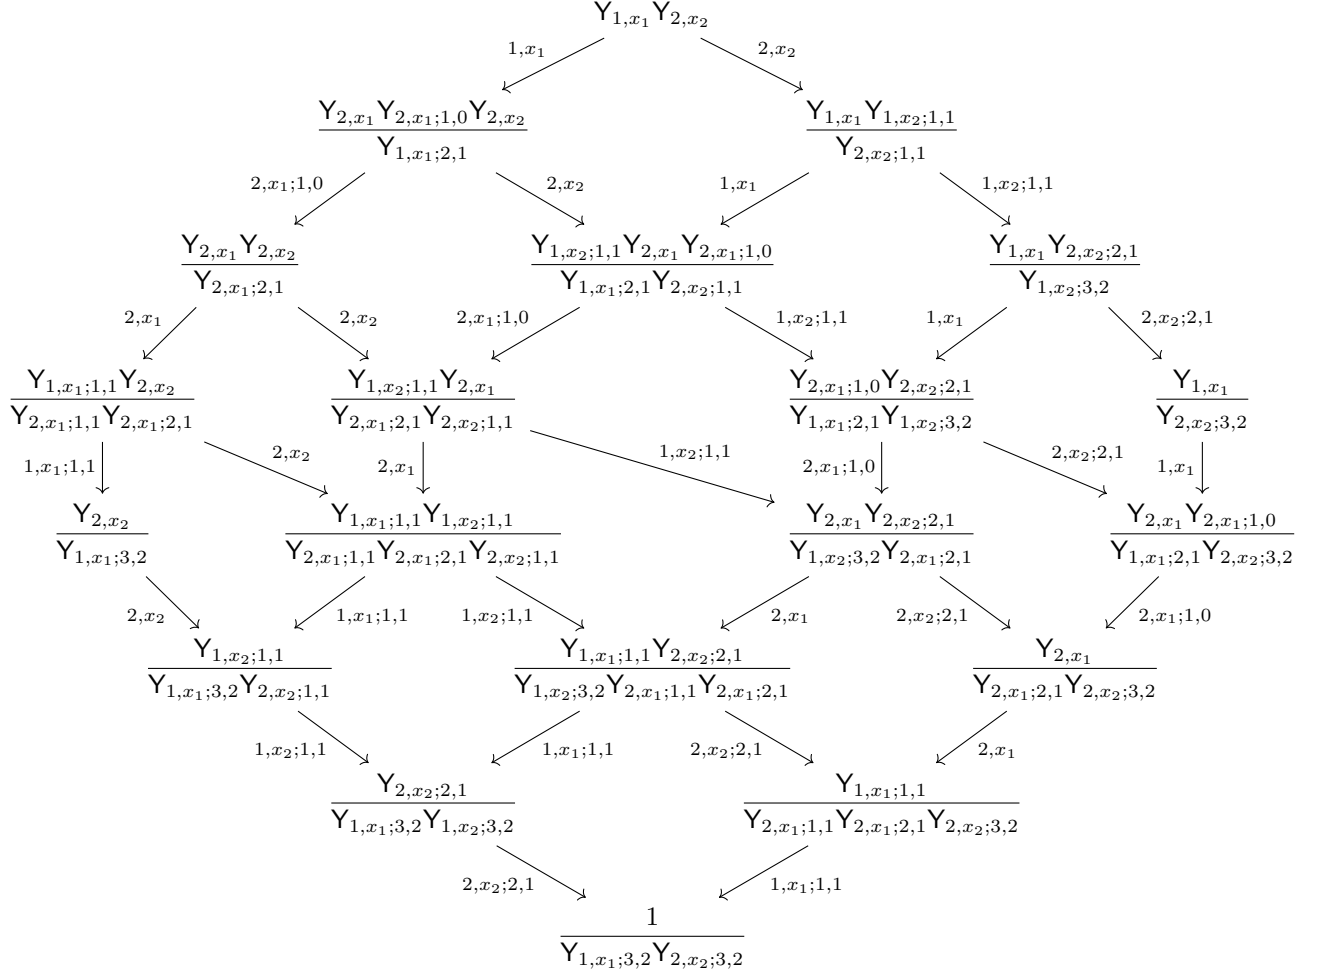 Y_{1,x_1}Y_{2,x_2}
1,x_1 2,x_2
\frac{Y_{2,x_1}Y_{2,x_1;1,0}Y_{2,x_2}}{Y_{1,x_1;2,1}} \frac{Y_{1,x_1}Y_{1,x_2;1,1}}{Y_{2,x_2;1,1}}
2,x_1;1,0 2,x_2 1,x_1 1,x_2;1,1
\frac{Y_{2,x_1}Y_{2,x_2}}{Y_{2,x_1;2,1}} \frac{Y_{1,x_2;1,1}Y_{2,x_1}Y_{2,x_1;1,0}}{Y_{1,x_1;2,1}Y_{2,x_2;1,1}} \frac{Y_{1,x_1}Y_{2,x_2;2,1}}{Y_{1,x_2;3,2}}
2,x_1 2,x_2 2,x_1;1,0 1,x_2;1,1 1,x_1 2,x_2;2,1
\frac{Y_{1,x_1;1,1}Y_{2,x_2}}{Y_{2,x_1;1,1}Y_{2,x_1;2,1}} \frac{Y_{1,x_2;1,1}Y_{2,x_1}}{Y_{2,x_1;2,1}Y_{2,x_2;1,1}} \frac{Y_{2,x_1;1,0}Y_{2,x_2;2,1}}{Y_{1,x_1;2,1}Y_{1,x_2;3,2}} \frac{Y_{1,x_1}}{Y_{2,x_2;3,2}}
1,x_1;1,1 2,x_2 2,x_1 1,x_2;1,1 2,x_1;1,0 2,x_2;2,1 1,x_1
\frac{Y_{2,x_2}}{Y_{1,x_1;3,2}} \frac{Y_{1,x_1;1,1}Y_{1,x_2;1,1}}{Y_{2,x_1;1,1}Y_{2,x_1;2,1}Y_{2,x_2;1,1}} \frac{Y_{2,x_1}Y_{2,x_2;2,1}}{Y_{1,x_2;3,2}Y_{2,x_1;2,1}} \frac{Y_{2,x_1}Y_{2,x_1;1,0}}{Y_{1,x_1;2,1}Y_{2,x_2;3,2}}
2,x_2 1,x_1;1,1 1,x_2;1,1 2,x_1 2,x_2;2,1 2,x_1;1,0
\frac{Y_{1,x_2;1,1}}{Y_{1,x_1;3,2}Y_{2,x_2;1,1}} \frac{Y_{1,x_1;1,1}Y_{2,x_2;2,1}}{Y_{1,x_2;3,2}Y_{2,x_1;1,1}Y_{2,x_1;2,1}} \frac{Y_{2,x_1}}{Y_{2,x_1;2,1}Y_{2,x_2;3,2}}
1,x_2;1,1 1,x_1;1,1 2,x_2;2,1 2,x_1
\frac{Y_{2,x_2;2,1}}{Y_{1,x_1;3,2}Y_{1,x_2;3,2}} \frac{Y_{1,x_1;1,1}}{Y_{2,x_1;1,1}Y_{2,x_1;2,1}Y_{2,x_2;3,2}}
2,x_2;2,1 1,x_1;1,1
\frac{1}{Y_{1,x_1;3,2}Y_{2,x_2;3,2}}